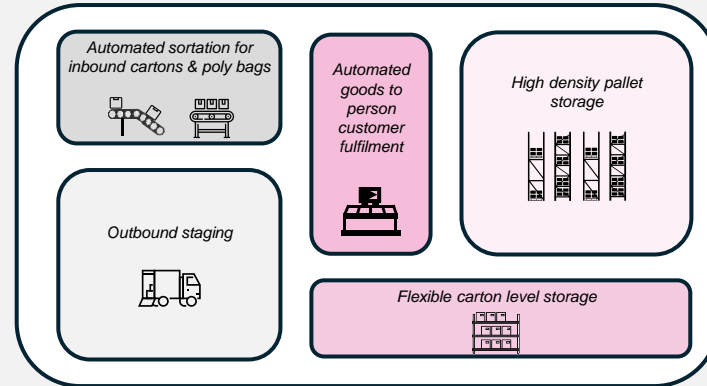 Automated sortation for
inbound cartons & poly bags
Automated
goods to
person
customer
fulfilment
High density pallet
storage
Outbound staging
Flexible carton level storage